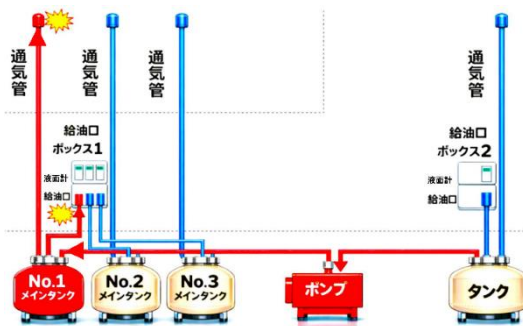 通気管
通気管
通気管
通気管
給油口
ボックス1
液面計
給油口
給油口
ボックス2
液面計
給油口
No.1
メインタンク
No.2
メインタンク
No.3
メインタンク
ポンプ
タンク